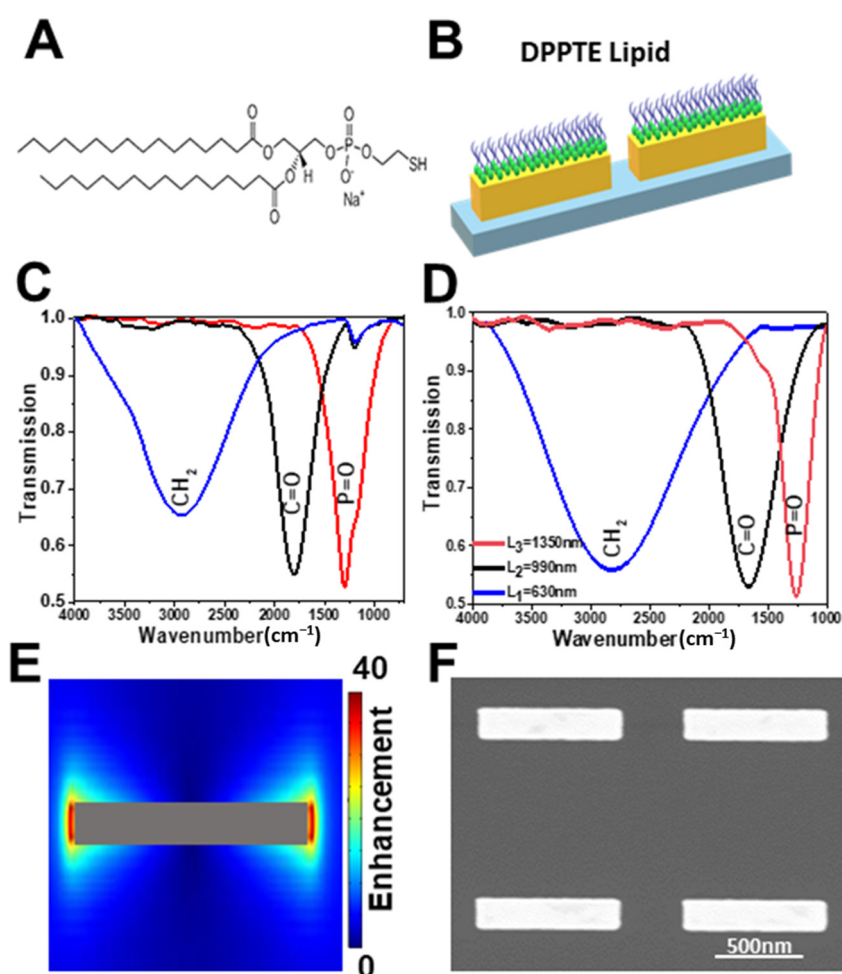 A
B
DPPTE Lipid
O
O
O
O
P
O
O
SH
O
H
O⁻
Na⁺
O
C
D
1.0
0.9
0.8
0.7
0.6
0.5
Transmission
CH₂
C=O
P=O
4000 3500 3000 2500 2000 1500 1000
Wavenumber(cm⁻¹)
1.0
0.9
0.8
0.7
0.6
0.5
Transmission
CH₂
C=O
P=O
L₃=1350nm
L₂=990nm
L₁=630nm
4000 3500 3000 2500 2000 1500 1000
Wavenumber(cm⁻¹)
E
40
Enhancement
0
F
500nm